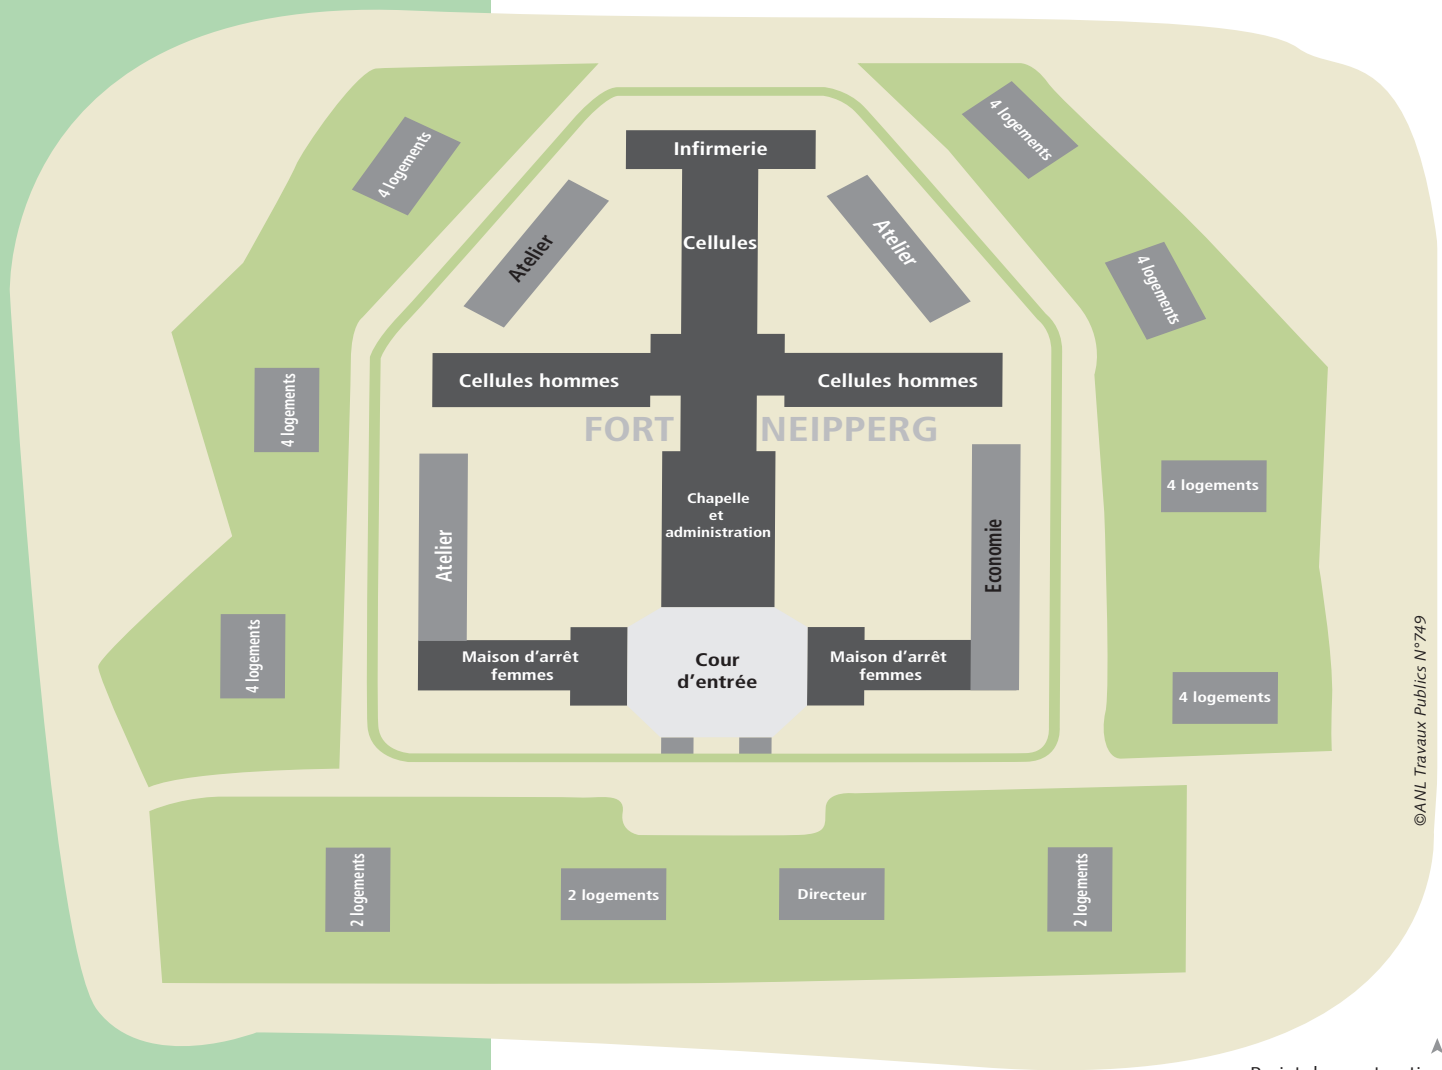 4 logements
4 logements
Infirmerie
Atelier
Cellules
Atelier
4 logements
Cellules hommes
Cellules hommes
4 logements
FORT NEIPPERG
4 logements
Chapelle
et
administration
Atelier
Economie
4 logements
Maison d'arrêt
femmes
Cour
d'entrée
Maison d'arrêt
femmes
4 logements
©ANL Travaux Publics N°749
2 logements
2 logements
Directeur
2 logements